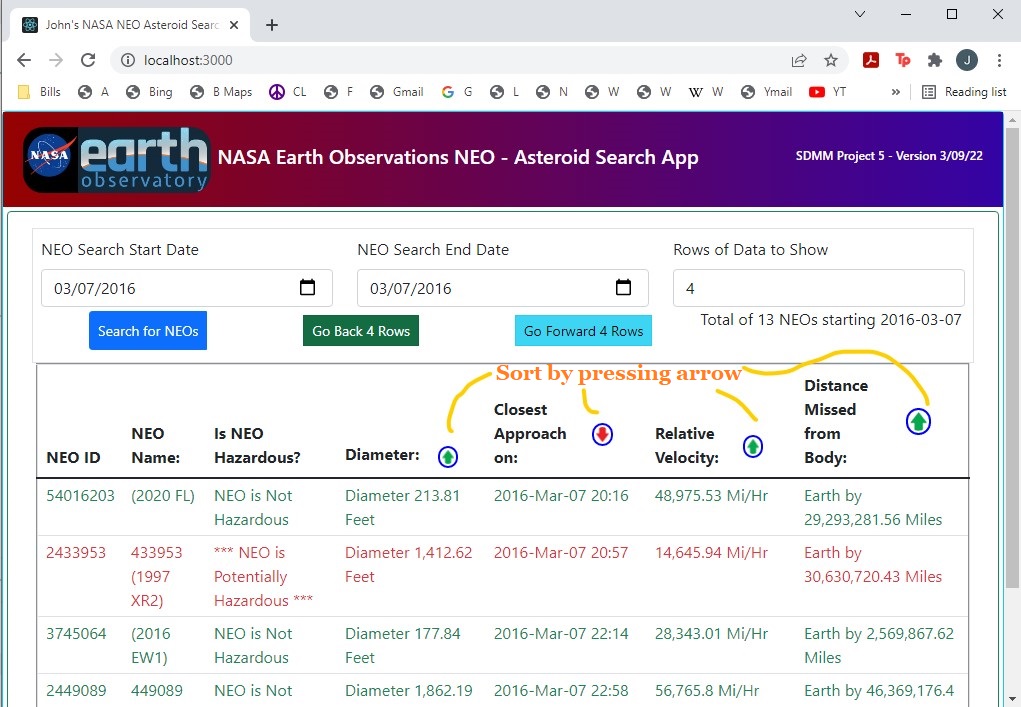 John's NASA NEO Asteroid Searc
localhost:3000
Bills A Bing B Maps CL F Gmail G L N W W W Ymail YT » Reading list
NASA earth observatory
NASA Earth Observations NEO - Asteroid Search App
SDMM Project 5 - Version 3/09/22
NEO Search Start Date NEO Search End Date Rows of Data to Show
03/07/2016 03/07/2016 4
Search for NEOs Go Back 4 Rows Go Forward 4 Rows Total of 13 NEOs starting 2016-03-07
Sort by pressing arrow
NEO ID
NEO
Name:
Is NEO
Hazardous?
Diameter:
Closest
Approach
on:
Relative
Velocity:
Distance
Missed
from
Body:
54016203 (2020 FL) NEO is Not Diameter 213.81 2016-Mar-07 20:16 48,975.53 Mi/Hr Earth by
Hazardous Feet 29,293,281.56 Miles
2433953 433953 *** NEO is Diameter 1,412.62 2016-Mar-07 20:57 14,645.94 Mi/Hr Earth by
(1997 Potentially Feet 30,630,720.43 Miles
XR2) Hazardous ***
3745064 (2016 NEO is Not Diameter 177.84 2016-Mar-07 22:14 28,343.01 Mi/Hr Earth by 2,569,867.62
EW1) Hazardous Feet Miles
2449089 449089 NEO is Not Diameter 1,862.19 2016-Mar-07 22:58 56,765.8 Mi/Hr Earth by 46,369,176.4